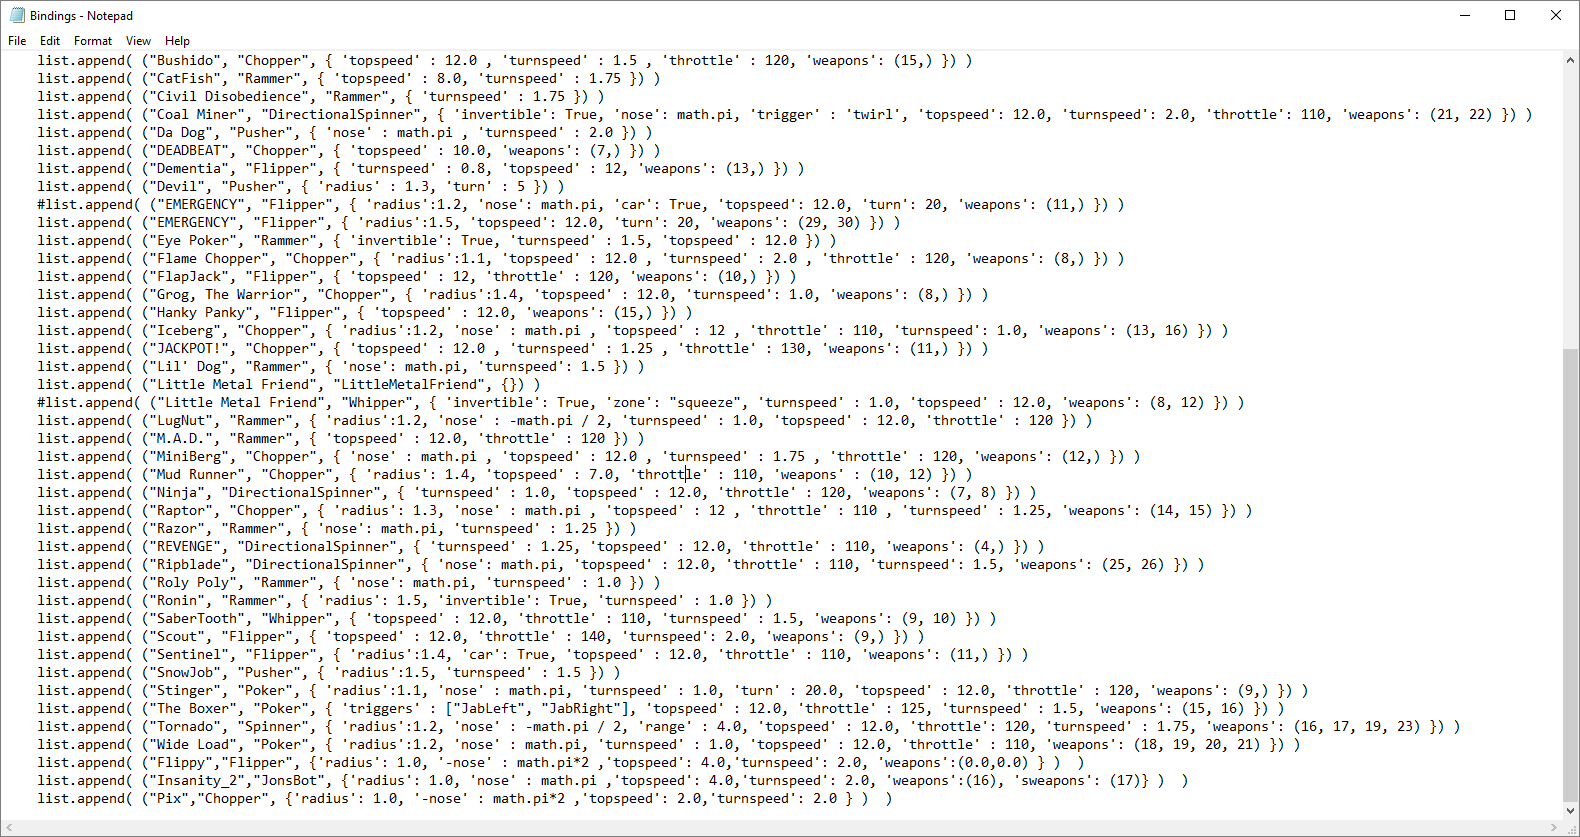 Bindings - Notepad
File Edit Format View Help
list.append( ("Bushido", "Chopper", { 'topspeed' : 12.0 , 'turnspeed' : 1.5 , 'throttle' : 120, 'weapons': (15,) }) )
list.append( ("CatFish", "Rammer", { 'topspeed' : 8.0, 'turnspeed' : 1.75 }) )
list.append( ("Civil Disobedience", "Rammer", { 'turnspeed' : 1.75 }) )
list.append( ("Coal Miner", "DirectionalSpinner", { 'invertible': True, 'nose': math.pi, 'trigger' : 'twirl', 'topspeed': 12.0, 'turnspeed': 2.0, 'throttle': 110, 'weapons': (21, 22) }) )
list.append( ("Da Dog", "Pusher", { 'nose' : math.pi , 'turnspeed' : 2.0 }) )
list.append( ("DEADBEAT", "Chopper", { 'topspeed' : 10.0, 'weapons': (7,) }) )
list.append( ("Dementia", "Flipper", { 'turnspeed' : 0.8, 'topspeed' : 12, 'weapons': (13,) }) )
list.append( ("Devil", "Pusher", { 'radius' : 1.3, 'turn' : 5 }) )
#list.append( ("EMERGENCY", "Flipper", { 'radius':1.2, 'nose': math.pi, 'car': True, 'topspeed': 12.0, 'turn': 20, 'weapons': (11,) }) )
list.append( ("EMERGENCY", "Flipper", { 'radius':1.5, 'topspeed': 12.0, 'turn': 20, 'weapons': (29, 30) }) )
list.append( ("Eye Poker", "Rammer", { 'invertible': True, 'turnspeed' : 1.5, 'topspeed' : 12.0 }) )
list.append( ("Flame Chopper", "Chopper", { 'radius':1.1, 'topspeed' : 12.0 , 'turnspeed' : 2.0 , 'throttle' : 120, 'weapons': (8,) }) )
list.append( ("FlapJack", "Flipper", { 'topspeed' : 12, 'throttle' : 120, 'weapons': (10,) }) )
list.append( ("Grog, The Warrior", "Chopper", { 'radius':1.4, 'topspeed' : 12.0, 'turnspeed': 1.0, 'weapons': (8,) }) )
list.append( ("Hanky Panky", "Flipper", { 'topspeed' : 12.0, 'weapons': (15,) }) )
list.append( ("Iceberg", "Chopper", { 'radius':1.2, 'nose' : math.pi , 'topspeed' : 12 , 'throttle' : 110, 'turnspeed': 1.0, 'weapons': (13, 16) }) )
list.append( ("JACKPOT!", "Chopper", { 'topspeed' : 12.0 , 'turnspeed' : 1.25 , 'throttle' : 130, 'weapons': (11,) }) )
list.append( ("Lil' Dog", "Rammer", { 'nose': math.pi, 'turnspeed' : 1.5 }) )
list.append( ("Little Metal Friend", "LittleMetalFriend", {}) )
#list.append( ("Little Metal Friend", "Whipper", { 'invertible': True, 'zone': "squeeze", 'turnspeed' : 1.0, 'topspeed' : 12.0, 'weapons': (8, 12) }) )
list.append( ("LugNut", "Rammer", { 'radius':1.2, 'nose' : -math.pi / 2, 'turnspeed' : 1.0, 'topspeed' : 12.0, 'throttle' : 120 }) )
list.append( ("M.A.D.", "Rammer", { 'topspeed' : 12.0, 'throttle' : 120 }) )
list.append( ("MiniBerg", "Chopper", { 'nose' : math.pi , 'topspeed' : 12.0 , 'turnspeed' : 1.75 , 'throttle' : 120, 'weapons': (12,) }) )
list.append( ("Mud Runner", "Chopper", { 'radius': 1.4, 'topspeed' : 7.0, 'throttle' : 110, 'weapons' : (10, 12) }) )
list.append( ("Ninja", "DirectionalSpinner", { 'turnspeed' : 1.0, 'topspeed' : 12.0, 'throttle' : 120, 'weapons': (7, 8) }) )
list.append( ("Raptor", "Chopper", { 'radius': 1.3, 'nose' : math.pi , 'topspeed' : 12 , 'throttle' : 110 , 'turnspeed' : 1.25, 'weapons': (14, 15) }) )
list.append( ("Razor", "Rammer", { 'nose': math.pi, 'turnspeed' : 1.25 }) )
list.append( ("REVENGE", "DirectionalSpinner", { 'turnspeed' : 1.25, 'topspeed' : 12.0, 'throttle' : 110, 'weapons': (4,) }) )
list.append( ("Ripblade", "DirectionalSpinner", { 'nose': math.pi, 'topspeed' : 12.0, 'throttle' : 110, 'turnspeed': 1.5, 'weapons': (25, 26) }) )
list.append( ("Roly Poly", "Rammer", { 'nose': math.pi, 'turnspeed' : 1.0 }) )
list.append( ("Ronin", "Rammer", { 'radius': 1.5, 'invertible': True, 'turnspeed' : 1.0 }) )
list.append( ("SaberTooth", "Whipper", { 'topspeed' : 12.0, 'throttle' : 110, 'turnspeed' : 1.5, 'weapons': (9, 10) }) )
list.append( ("Scout", "Flipper", { 'topspeed' : 12.0, 'throttle' : 140, 'turnspeed': 2.0, 'weapons': (9,) }) )
list.append( ("Sentinel", "Flipper", { 'radius':1.4, 'car': True, 'topspeed' : 12.0, 'throttle' : 110, 'weapons': (11,) }) )
list.append( ("SnowJob", "Pusher", { 'radius':1.5, 'turnspeed' : 1.5 }) )
list.append( ("Stinger", "Poker", { 'radius':1.1, 'nose' : math.pi, 'turnspeed' : 1.0, 'turn' : 20.0, 'topspeed' : 12.0, 'throttle' : 120, 'weapons': (9,) }) )
list.append( ("The Boxer", "Poker", { 'triggers' : ["JabLeft", "JabRight"], 'topspeed' : 12.0, 'throttle' : 125, 'turnspeed' : 1.5, 'weapons': (15, 16) }) )
list.append( ("Tornado", "Spinner", { 'radius':1.2, 'nose' : -math.pi / 2, 'range' : 4.0, 'topspeed' : 12.0, 'throttle': 120, 'turnspeed' : 1.75, 'weapons': (16, 17, 19, 23) }) )
list.append( ("Wide Load", "Poker", { 'radius':1.2, 'nose' : math.pi, 'turnspeed' : 1.0, 'topspeed' : 12.0, 'throttle' : 110, 'weapons': (18, 19, 20, 21) }) )
list.append( ("Flippy","Flipper", {'radius': 1.0, '-nose' : math.pi*2 ,'topspeed': 4.0,'turnspeed': 2.0, 'weapons':(0.0,0.0) } )  )
list.append( ("Insanity_2","JonsBot", {'radius': 1.0, 'nose' : math.pi ,'topspeed': 4.0,'turnspeed': 2.0, 'weapons':(16), 'sweapons': (17)} )  )
list.append( ("Pix","Chopper", {'radius': 1.0, '-nose' : math.pi*2 ,'topspeed': 2.0,'turnspeed': 2.0 } )  )